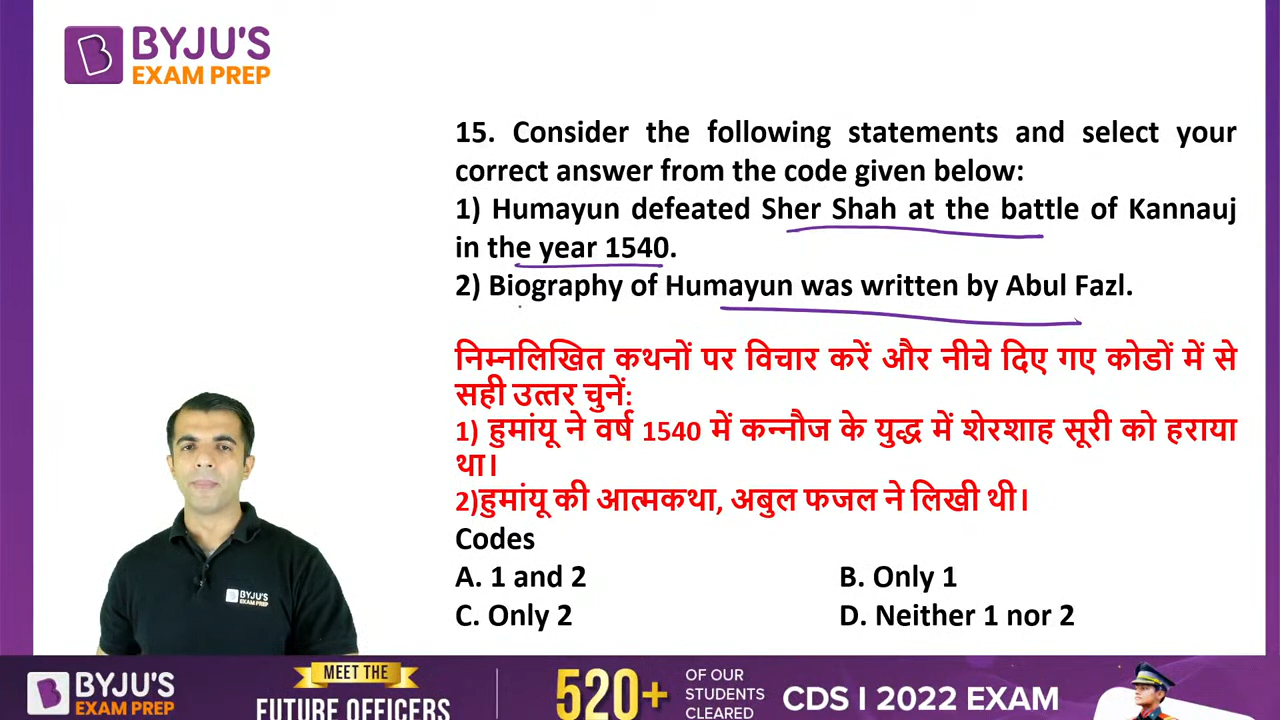 BYJU'S
EXAM PREP
15. Consider the following statements and select your
correct answer from the code given below:
1) Humayun defeated Sher Shah at the battle of Kannauj
in the year 1540.
2) Biography of Humayun was written by Abul Fazl.
निम्नलिखित कथनों पर विचार करें और नीचे दिए गए कोडों में से
सही उत्तर चुनें:
1) हुमांयू ने वर्ष 1540 में कन्नौज के युद्ध में शेरशाह सूरी को हराया
था।
2)हुमांयू की आत्मकथा, अबुल फजल ने लिखी थी।
Codes
A. 1 and 2 B. Only 1
C. Only 2 D. Neither 1 nor 2
BYJU'S
EXAM PREP
BYJU'S
EXAM PREP
MEET THE
FUTURE OFFICERS
520+
OF OUR
STUDENTS
CLEARED
CDS I 2022 EXAM